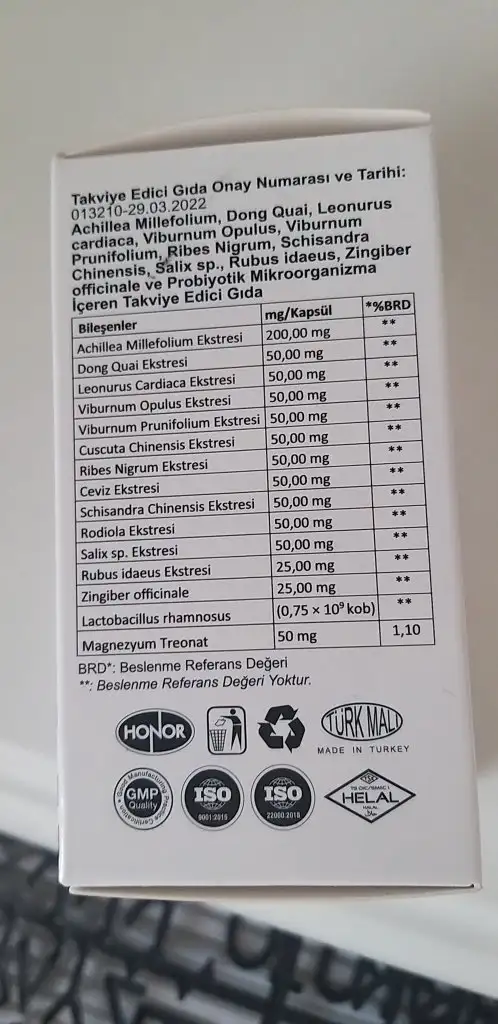 Takviye Edici Gıda Onay Numarası ve Tarihi:
013210-29.03.2022
Achillea Millefolium, Dong Quai, Leonurus
cardiaca, Viburnum Opulus, Viburnum
Prunifolium, Ribes Nigrum, Schisandra
Chinensis, Salix sp., Rubus idaeus, Zingiber
officinale ve Probiyotik Mikroorganizma
İçeren Takviye Edici Gıda
Bileşenler mg/Kapsül *%BRD
Achillea Millefolium Ekstresi 200,00 mg **
Dong Quai Ekstresi 50,00 mg **
Leonurus Cardiaca Ekstresi 50,00 mg **
Viburnum Opulus Ekstresi 50,00 mg **
Viburnum Prunifolium Ekstresi 50,00 mg **
Cuscuta Chinensis Ekstresi 50,00 mg **
Ribes Nigrum Ekstresi 50,00 mg **
Ceviz Ekstresi 50,00 mg **
Schisandra Chinensis Ekstresi 50,00 mg **
Rodiola Ekstresi 50,00 mg **
Salix sp. Ekstresi 50,00 mg **
Rubus idaeus Ekstresi 25,00 mg **
Zingiber officinale 25,00 mg **
Lactobacillus rhamnosus (0,75 × 10⁹ kob) **
Magnezyum Treonat 50 mg 1,10
BRD*: Beslenme Referans Değeri
**: Beslenme Referans Değeri Yoktur.
HONOR
TÜRK MALI
MADE IN TURKEY
GMP
Quality
ISO
9001:2015
ISO
22000:2018
TS OIC/SMIIC 1
HELAL
HALAL
حلال